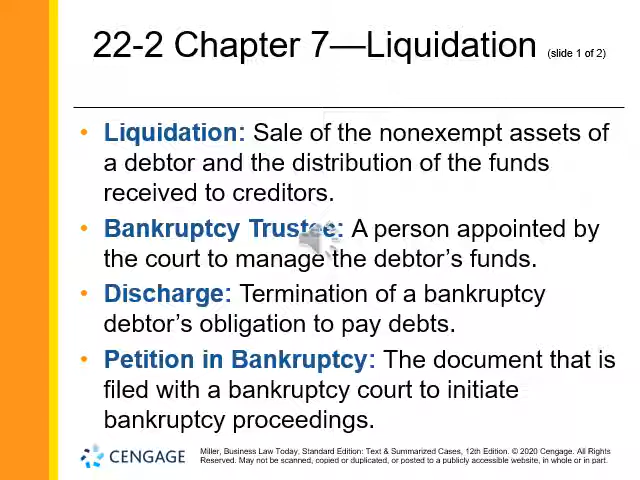 22-2 Chapter 7—Liquidation (slide 1 of 2)
• Liquidation: Sale of the nonexempt assets of
a debtor and the distribution of the funds
received to creditors.
• Bankruptcy Trustee: A person appointed by
the court to manage the debtor’s funds.
• Discharge: Termination of a bankruptcy
debtor’s obligation to pay debts.
• Petition in Bankruptcy: The document that is
filed with a bankruptcy court to initiate
bankruptcy proceedings.
CENGAGE
Miller, Business Law Today, Standard Edition: Text & Summarized Cases, 12th Edition. © 2020 Cengage. All Rights
Reserved. May not be scanned, copied or duplicated, or posted to a publicly accessible website, in whole or in part.